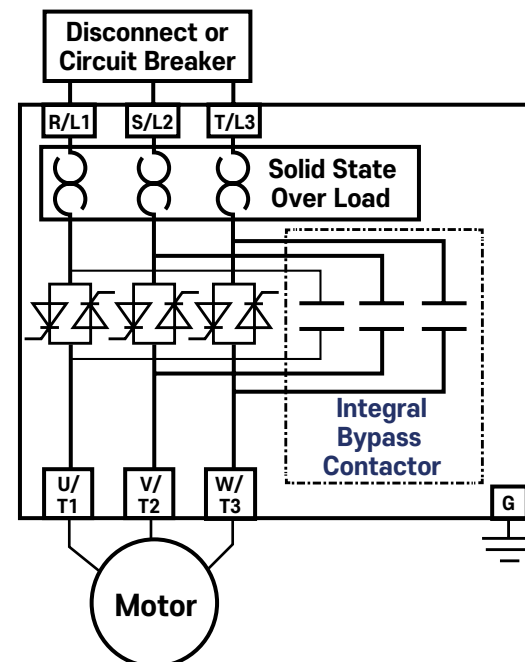 Disconnect or
Circuit Breaker
R/L1 S/L2 T/L3
Solid State
Over Load
Integral
Bypass
Contactor
U/ V/ W/
T1 T2 T3
G
Motor